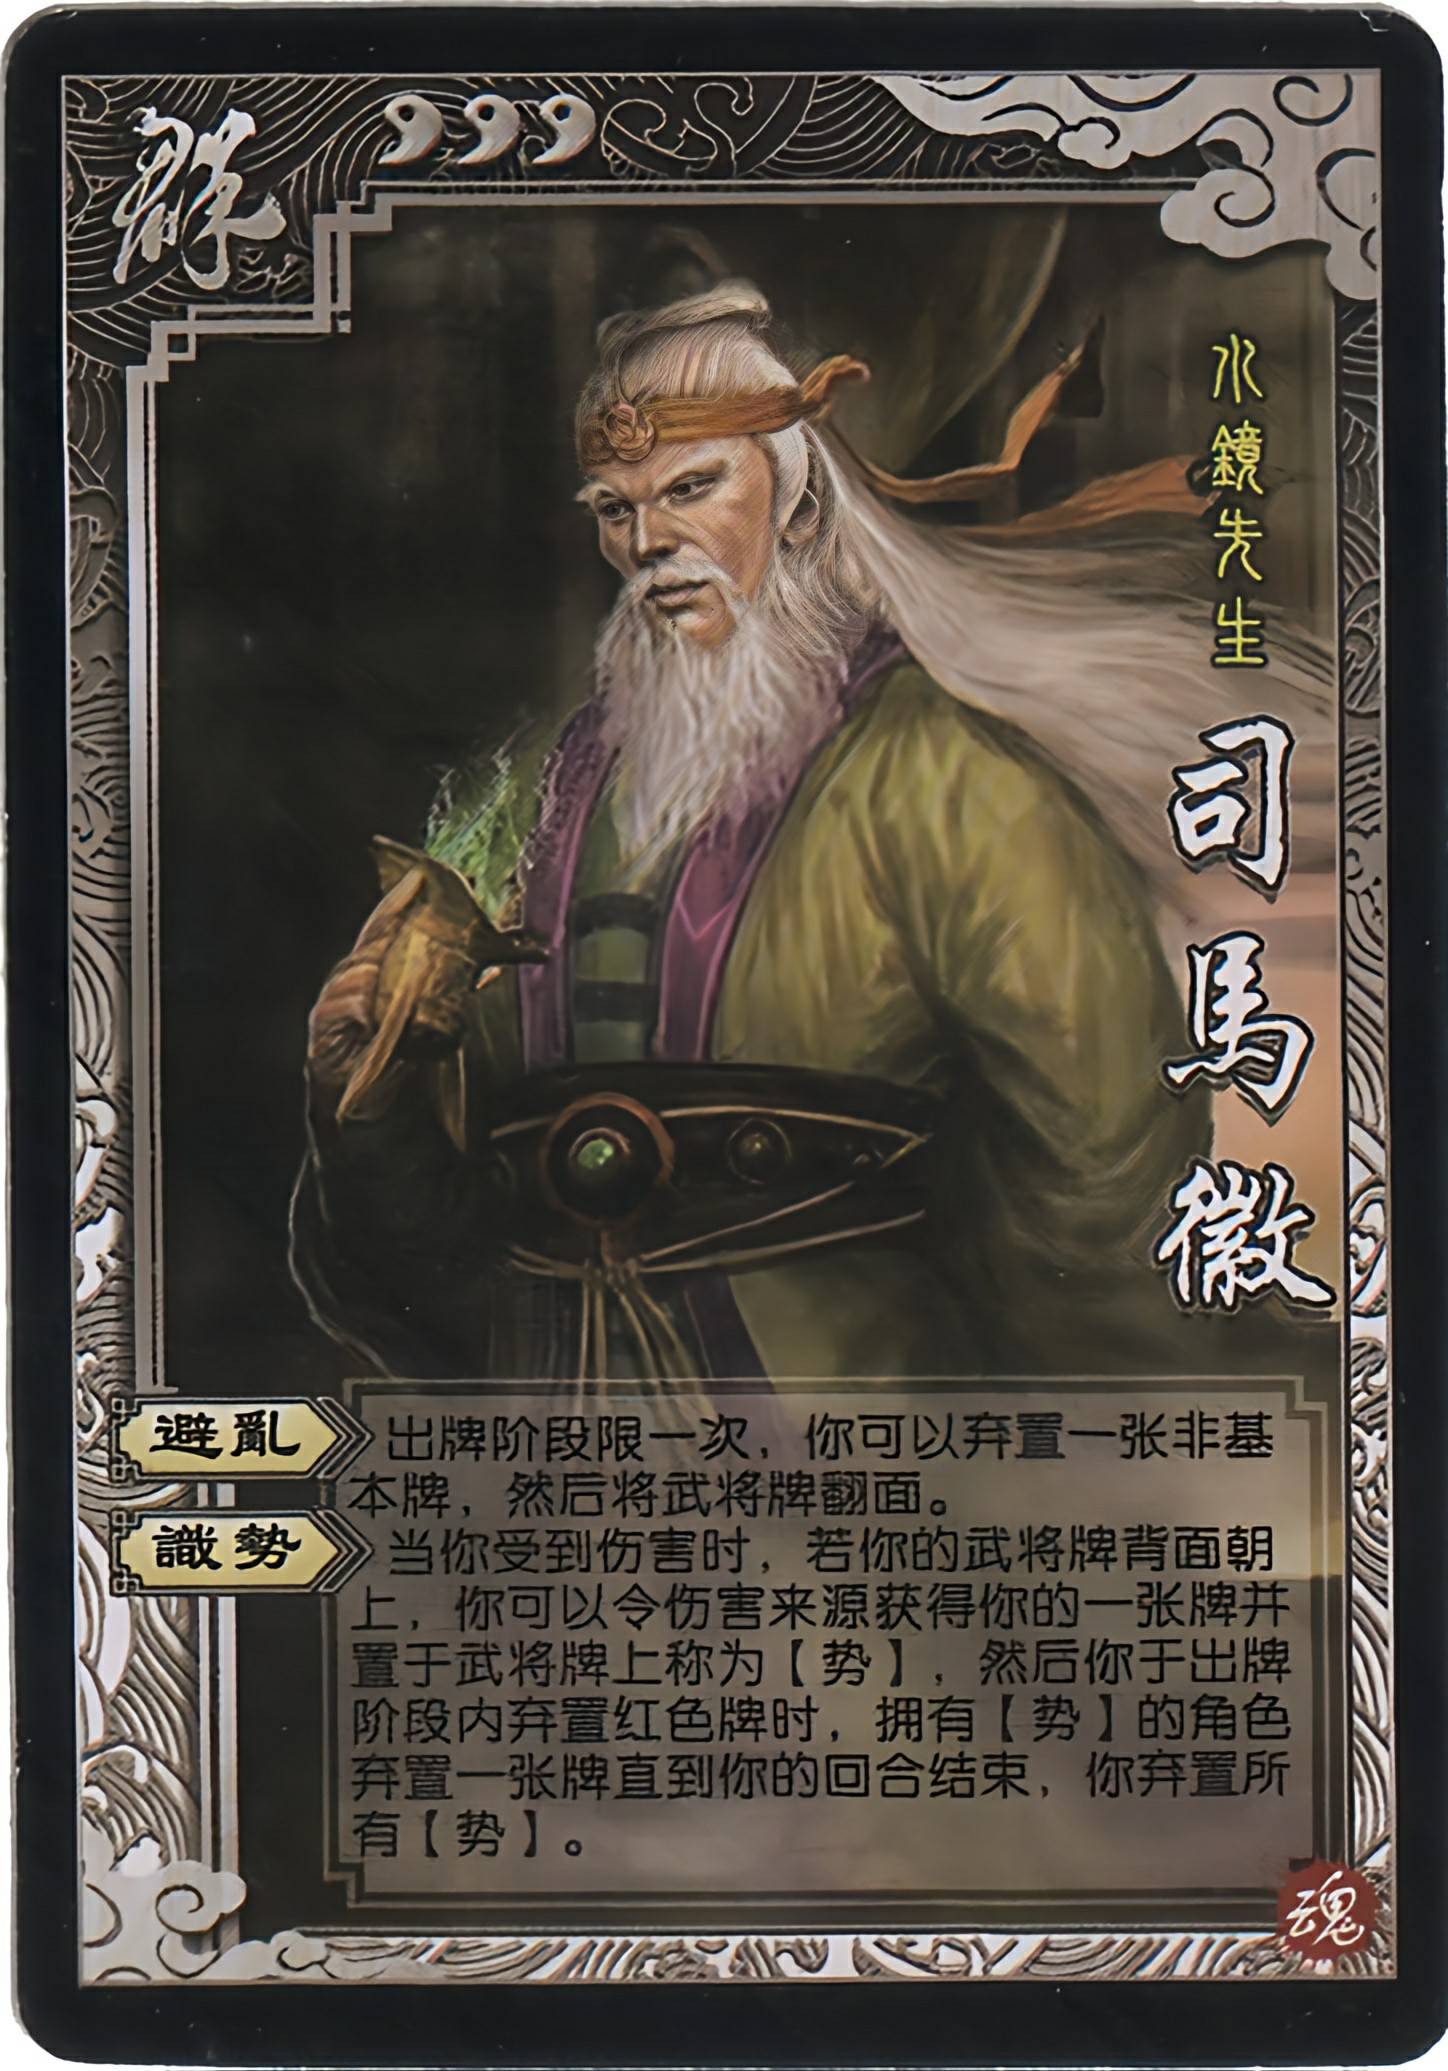 群
水鏡先生
司馬徽
避亂
出牌阶段限一次，你可以弃置一张非基
本牌，然后将武将牌翻面。
識勢
当你受到伤害时，若你的武将牌背面朝
上，你可以令伤害来源获得你的一张牌并
置于武将牌上称为【势】，然后你于出牌
阶段内弃置红色牌时，拥有【势】的角色
弃置一张牌直到你的回合结束，你弃置所
有【势】。
魂